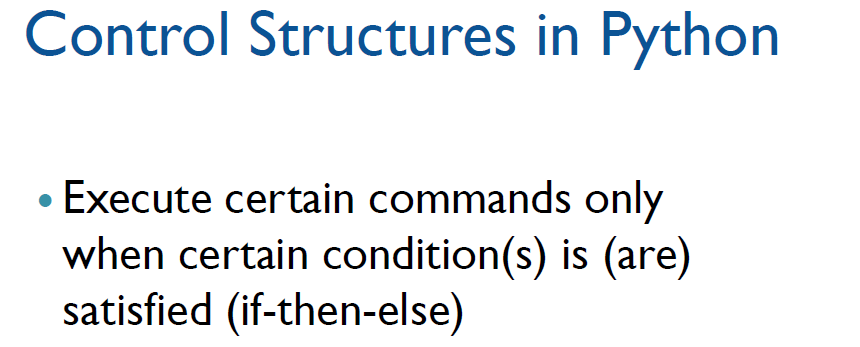 Control Structures in Python
• Execute certain commands only
when certain condition(s) is (are)
satisfied (if-then-else)